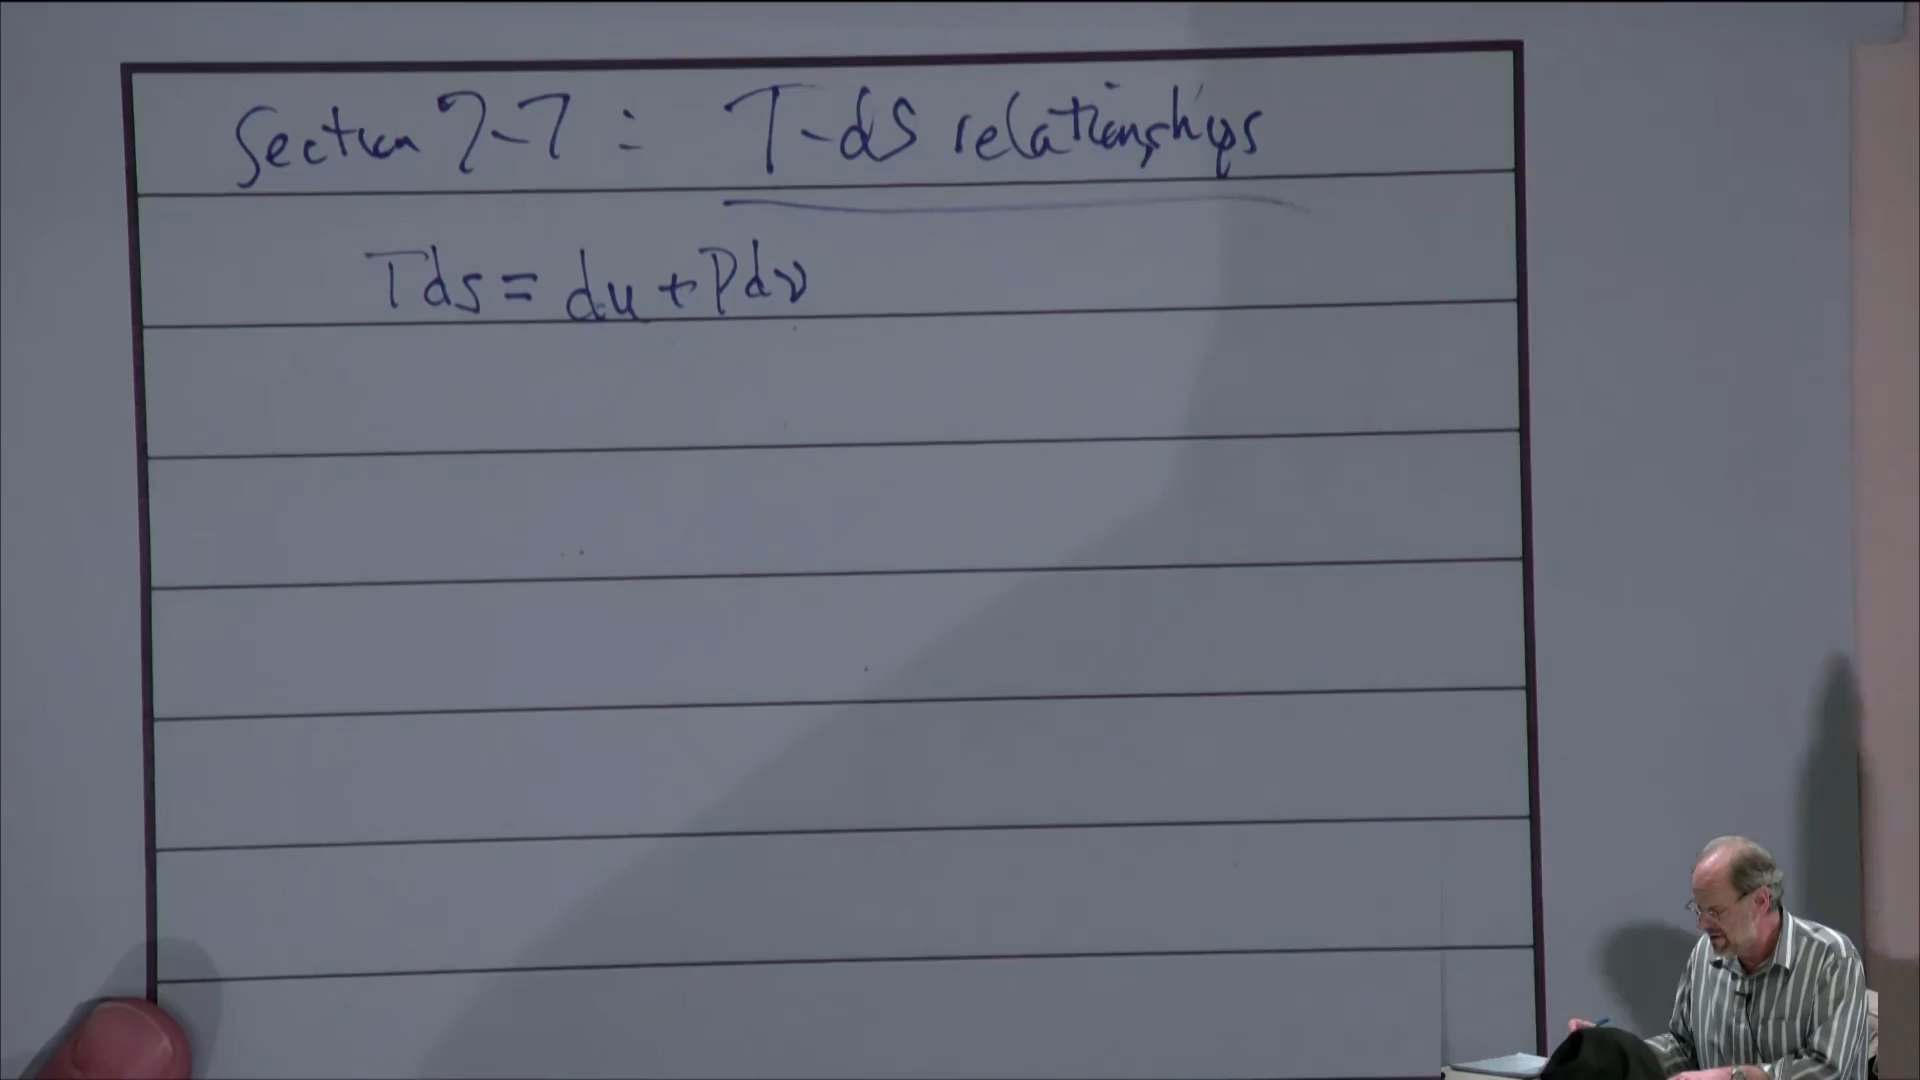 Section 7-7 : T-dS relationships
Tds = du + Pdv